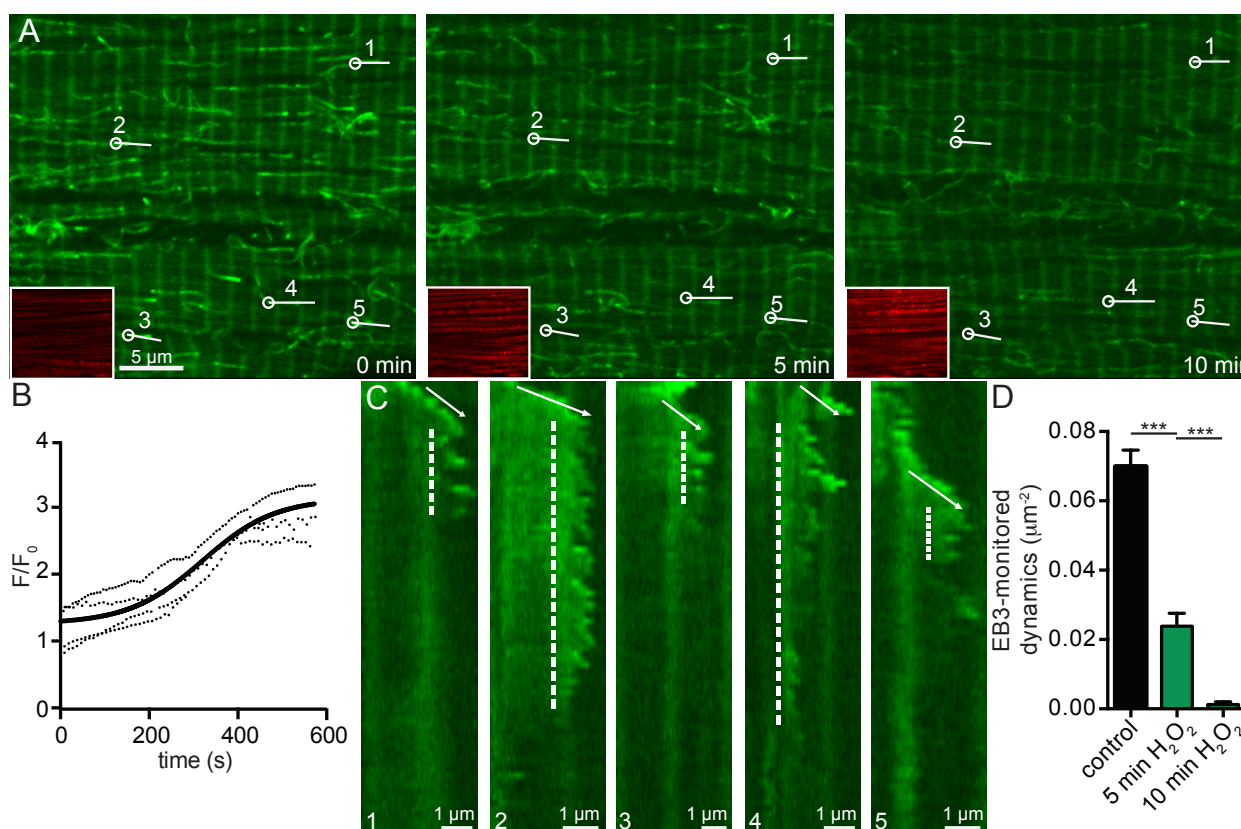 A
1
2
3
4
5
5 µm
0 min
1
2
3
4
5
5 min
1
2
3
4
5
10 min
B
F/F0
4
3
2
1
0
0 200 400 600
time (s)
C
1 1 µm
2 1 µm
3 1 µm
4 1 µm
5 1 µm
D
EB3-monitored
dynamics (µm-2)
*** ***
0.08
0.06
0.04
0.02
0.00
control
5 min H2O2
10 min H2O2